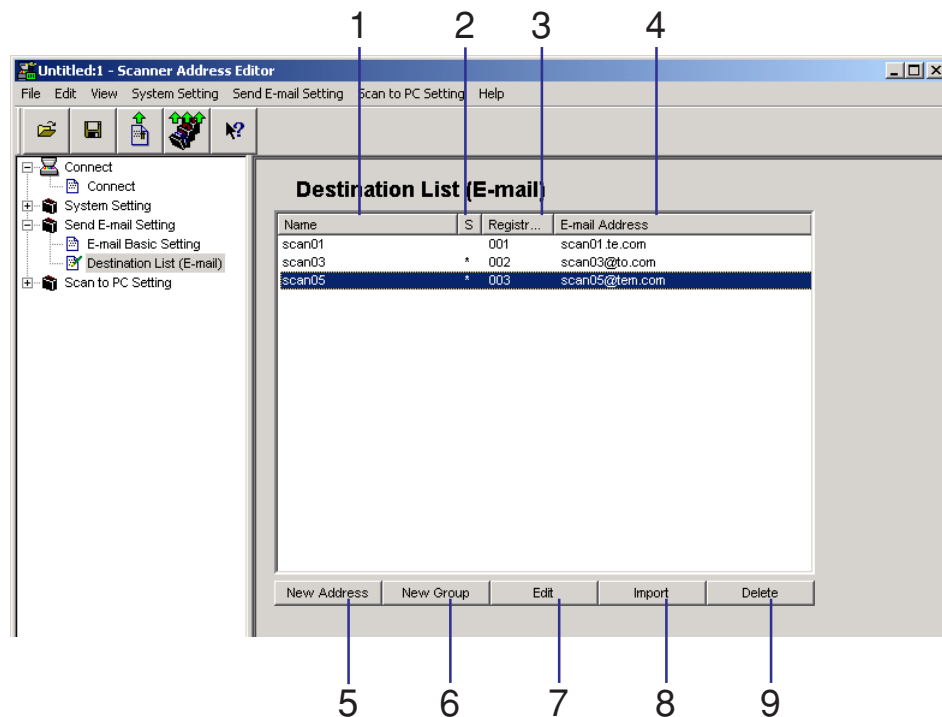 1 2 3 4
Untitled:1 - Scanner Address Editor
File Edit View System Setting Send E-mail Setting Scan to PC Setting Help
Connect
Connect
System Setting
Send E-mail Setting
E-mail Basic Setting
Destination List (E-mail)
Scan to PC Setting
Destination List (E-mail)
Name S Registr... E-mail Address
scan01 001 scan01.te.com
scan03 * 002 scan03@to.com
scan05 * 003 scan05@tem.com
New Address New Group Edit Import Delete
5 6 7 8 9